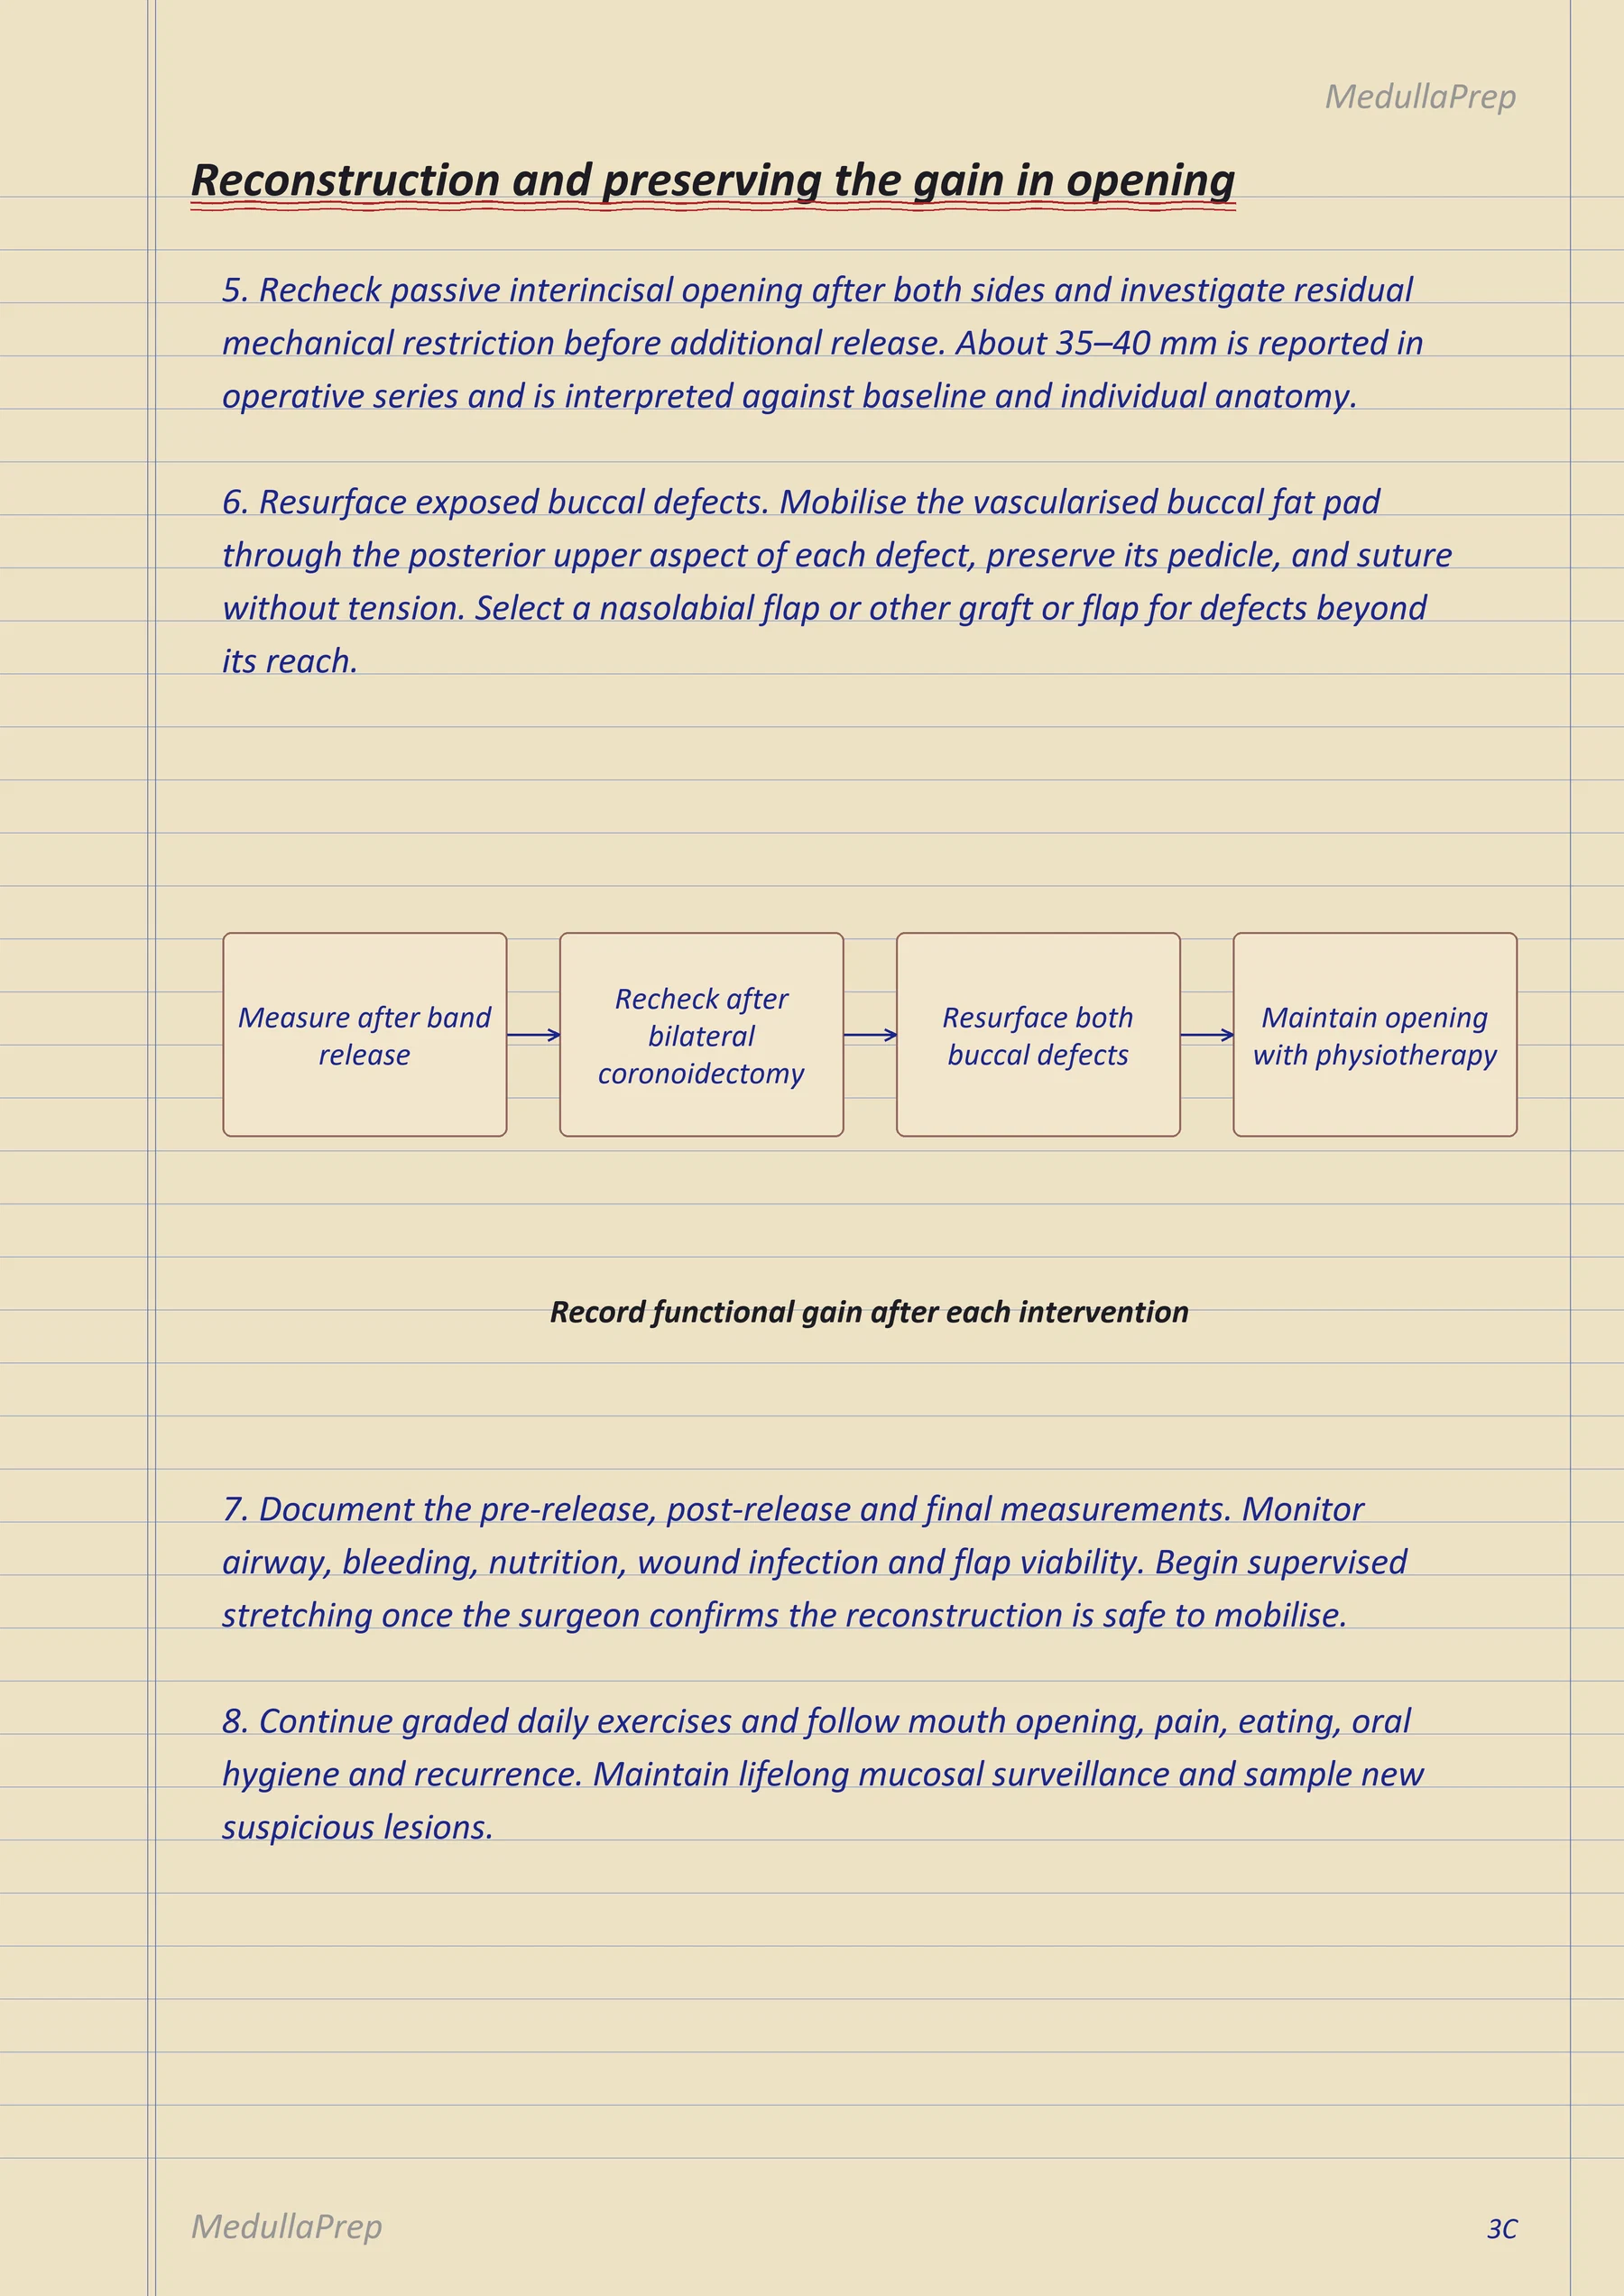 MedullaPrep
Reconstruction and preserving the gain in opening
5. Recheck passive interincisal opening after both sides and investigate residual
mechanical restriction before additional release. About 35–40 mm is reported in
operative series and is interpreted against baseline and individual anatomy.
6. Resurface exposed buccal defects. Mobilise the vascularised buccal fat pad
through the posterior upper aspect of each defect, preserve its pedicle, and suture
without tension. Select a nasolabial flap or other graft or flap for defects beyond
its reach.
Measure after band
release
Recheck after
bilateral
coronoidectomy
Resurface both
buccal defects
Maintain opening
with physiotherapy
Record functional gain after each intervention
7. Document the pre-release, post-release and final measurements. Monitor
airway, bleeding, nutrition, wound infection and flap viability. Begin supervised
stretching once the surgeon confirms the reconstruction is safe to mobilise.
8. Continue graded daily exercises and follow mouth opening, pain, eating, oral
hygiene and recurrence. Maintain lifelong mucosal surveillance and sample new
suspicious lesions.
MedullaPrep
3C